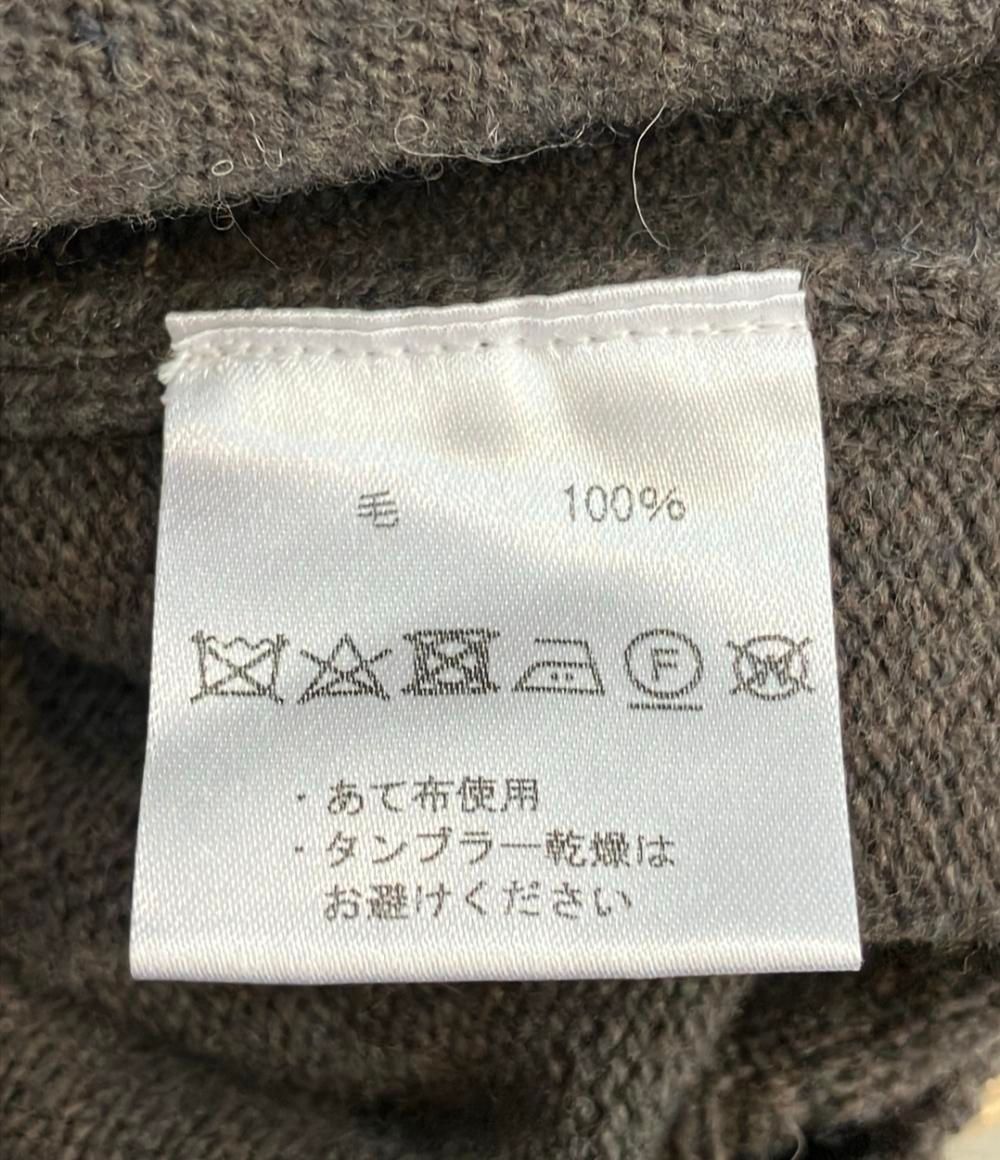 毛 100%
F W
・あて布使用
・タンブラー乾燥は
お避けください